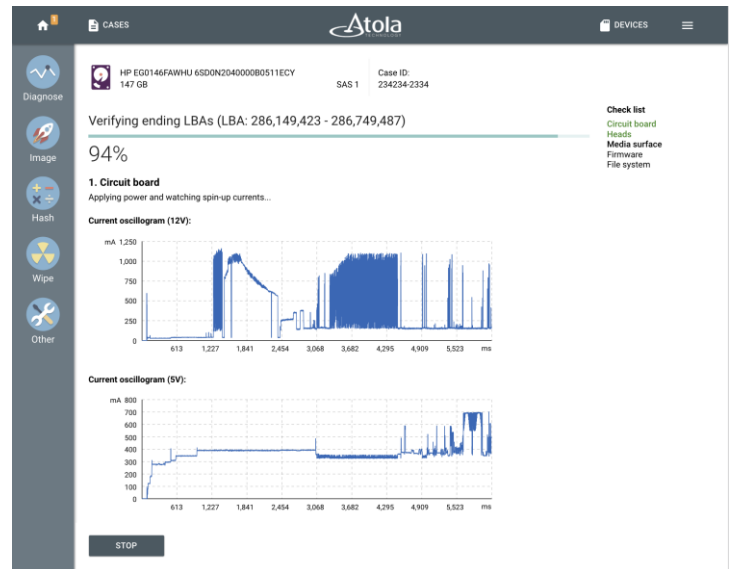 1
CASES
Atola
TECHNOLOGY
DEVICES
Diagnose
Image
Hash
Wipe
Other
HP EG0146FAWHU 6SD0N2040000B0511ECY
147 GB
SAS 1
Case ID:
234234-2334
Verifying ending LBAs (LBA: 286,149,423 - 286,749,487)
94%
Check list
Circuit board
Heads
Media surface
Firmware
File system
1. Circuit board
Applying power and watching spin-up currents...
Current oscillogram (12V):
mA 1,250
1,000
750
500
250
0
613 1,227 1,841 2,454 3,068 3,682 4,295 4,909 5,523 ms
Current oscillogram (5V):
mA 800
700
600
500
400
300
200
100
0
613 1,227 1,841 2,454 3,068 3,682 4,295 4,909 5,523 ms
STOP